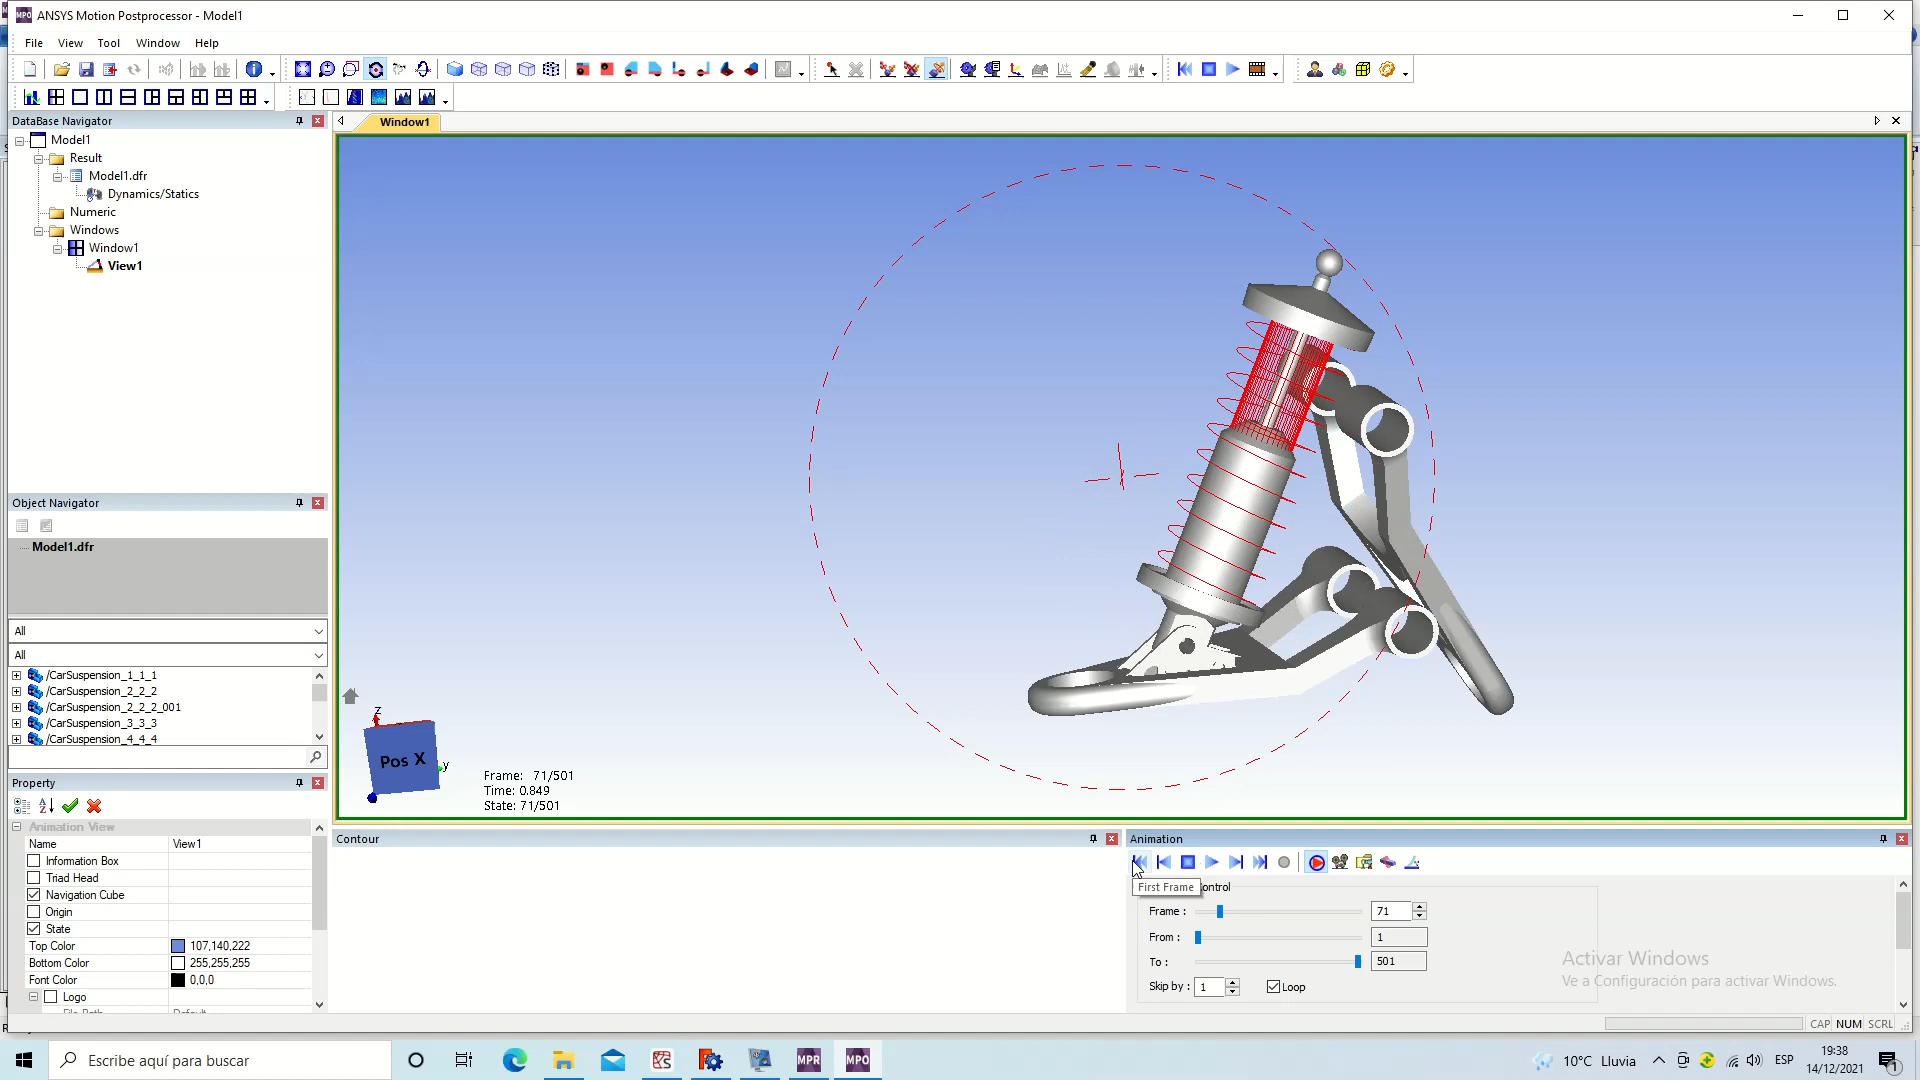 ANSYS Motion Postprocessor - Model1
File View Tool Window Help
DataBase Navigator
Window1
Model1
Result
Model1.dfr
Dynamics/Statics
Numeric
Windows
Window1
View1
Object Navigator
Model1.dfr
All
All
/CarSuspension_1_1_1
/CarSuspension_2_2_2
/CarSuspension_2_2_2_001
/CarSuspension_3_3_3
/CarSuspension_4_4_4
z
Pos X
y
Frame: 71/501
Time: 0.849
State: 71/501
Property
Animation View
Name View1
Information Box
Triad Head
Navigation Cube
Origin
State
Top Color 107,140,222
Bottom Color 255,255,255
Font Color 0,0,0
Logo
Contour
Animation
First Frame
Frame : 71
From : 1
To : 501
Skip by : 1 Loop
Activar Windows
Ve a Configuración para activar Windows.
CAP NUM SCRL
Escribe aquí para buscar
MPR
MPO
10°C Lluvia
ESP
19:38
14/12/2021
1